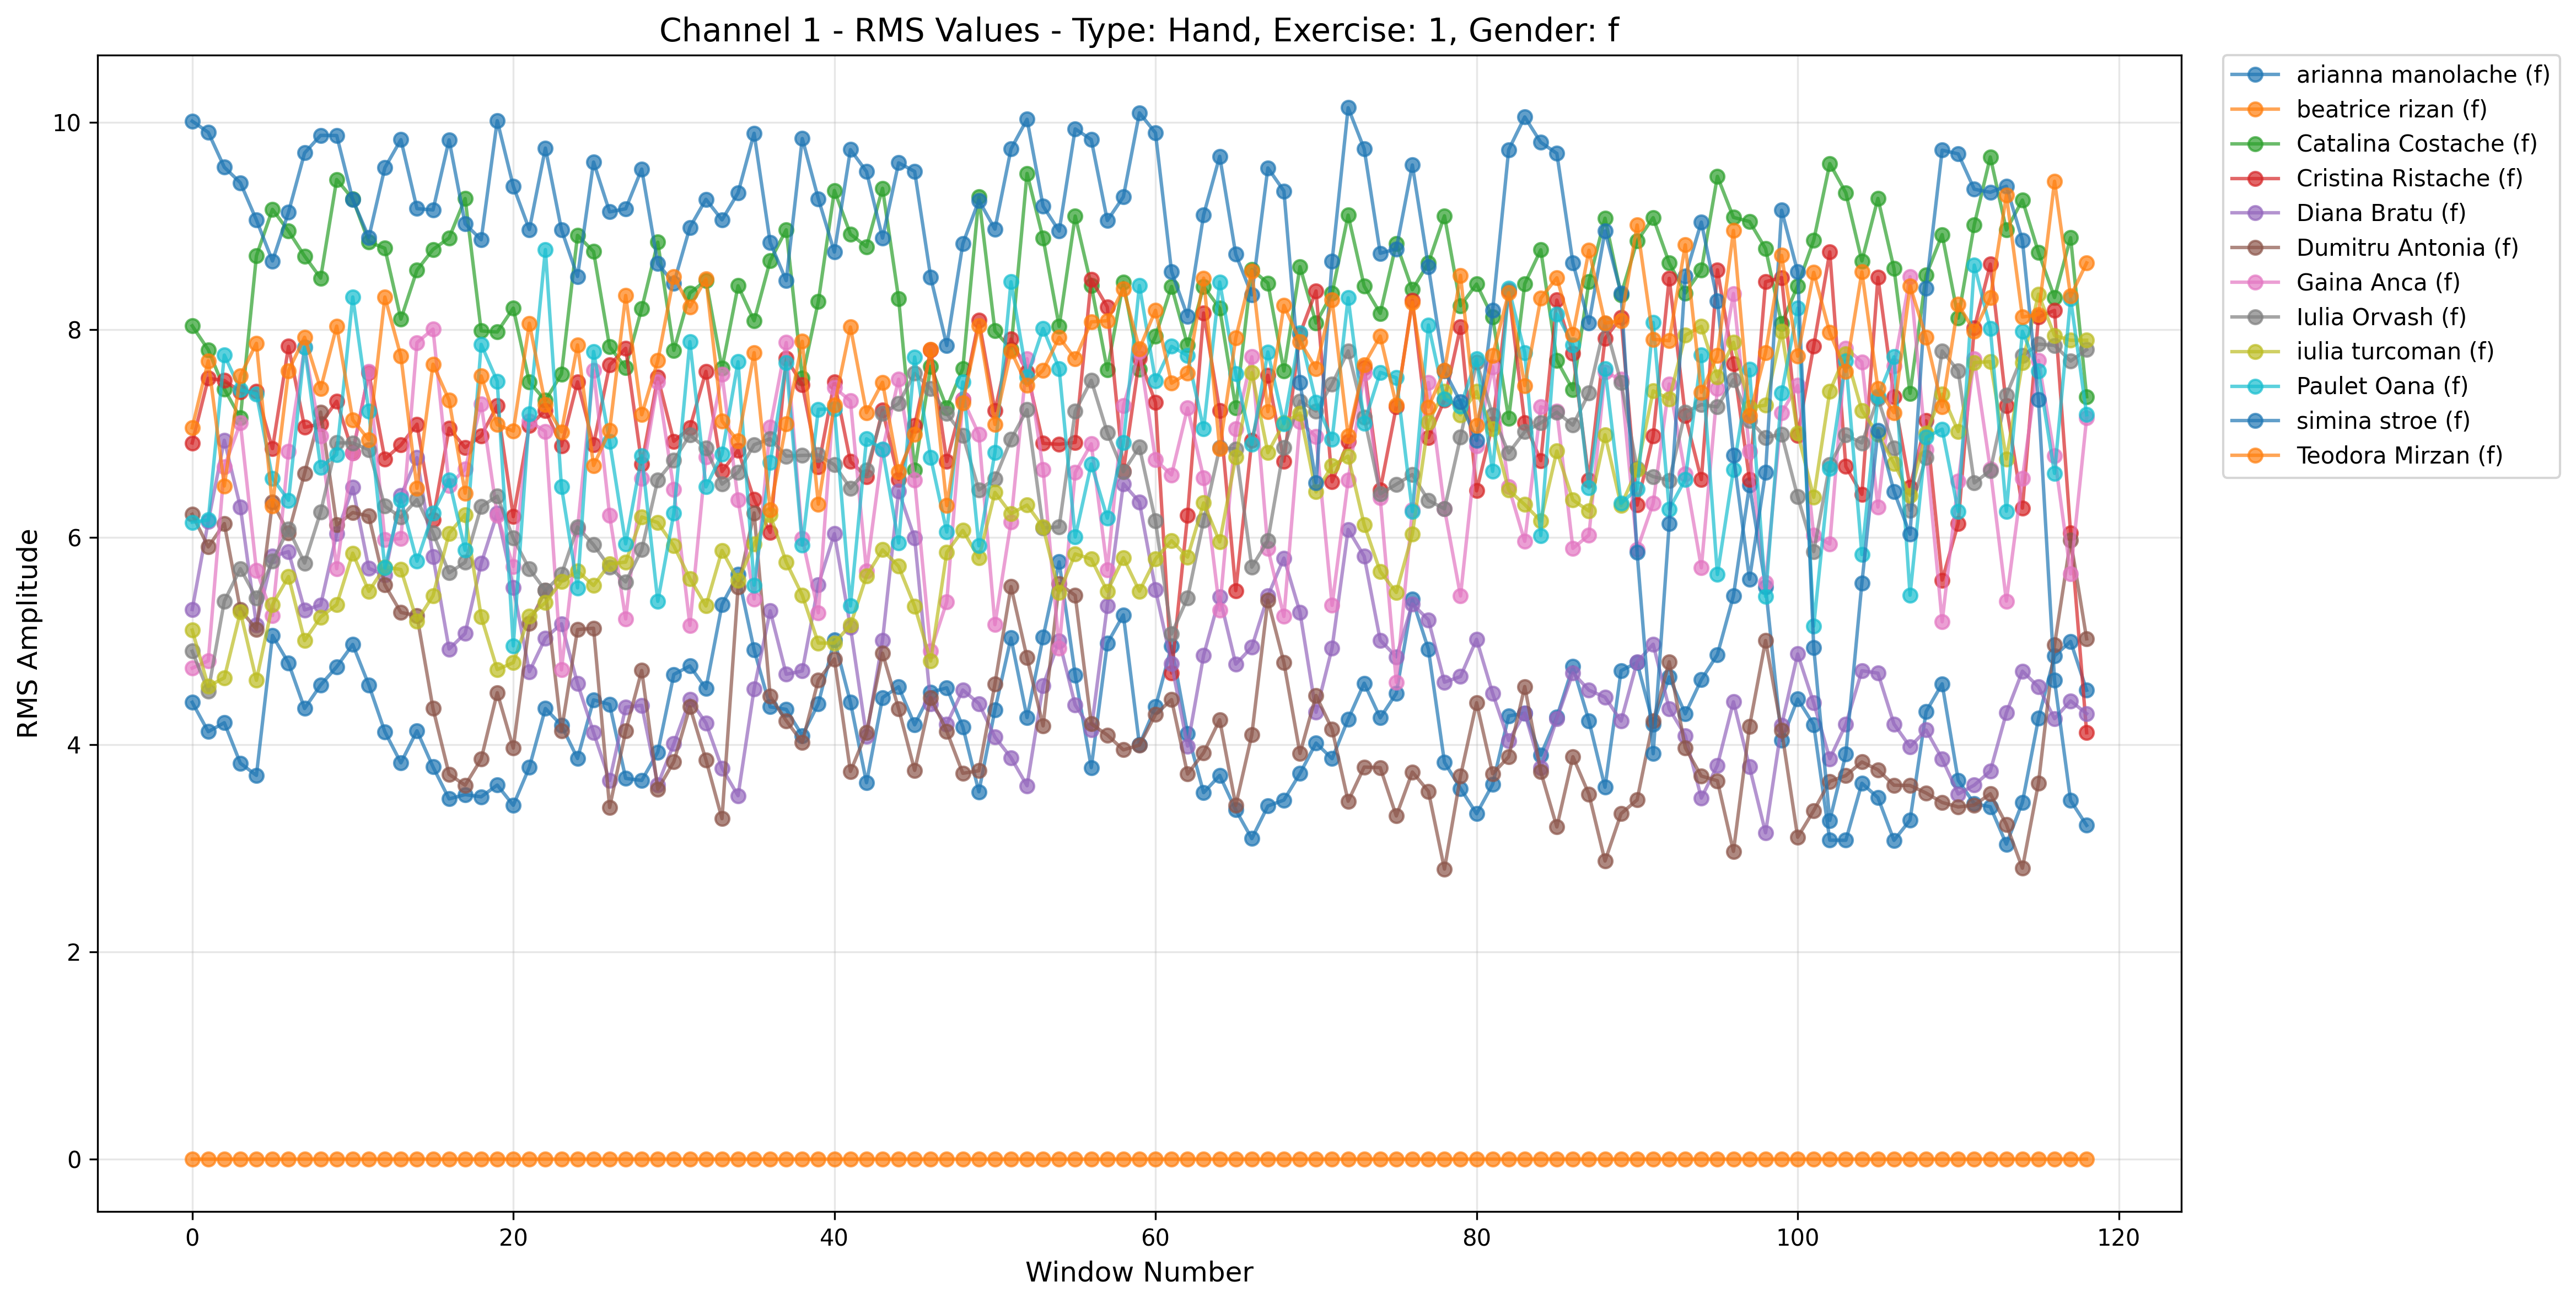 Channel 1 - RMS Values - Type: Hand, Exercise: 1, Gender: f
RMS Amplitude
10
8
6
4
2
0
0 20 40 60 80 100 120
Window Number
arianna manolache (f)
beatrice rizan (f)
Catalina Costache (f)
Cristina Ristache (f)
Diana Bratu (f)
Dumitru Antonia (f)
Gaina Anca (f)
Iulia Orvash (f)
iulia turcoman (f)
Paulet Oana (f)
simina stroe (f)
Teodora Mirzan (f)